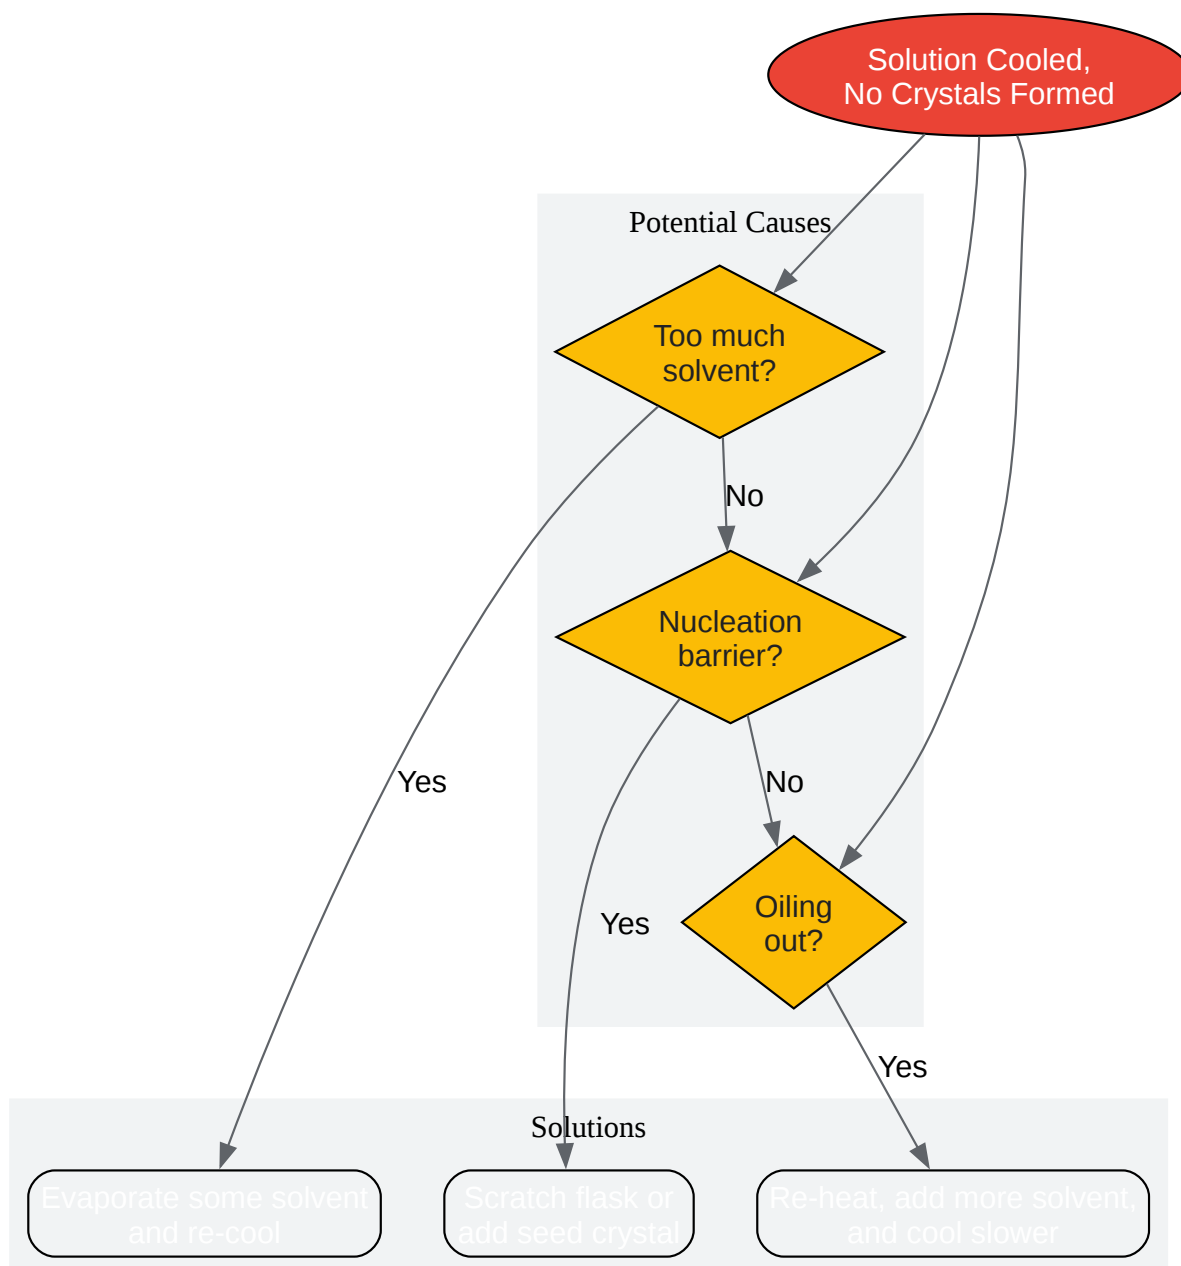 Solution Cooled,
No Crystals Formed
Potential Causes
Too much
solvent?
No
Nucleation
barrier?
Yes
No
Yes
Oiling
out?
Yes
Solutions
Evaporate some solvent
and re-cool
Scratch flask or
add seed crystal
Re-heat, add more solvent,
and cool slower